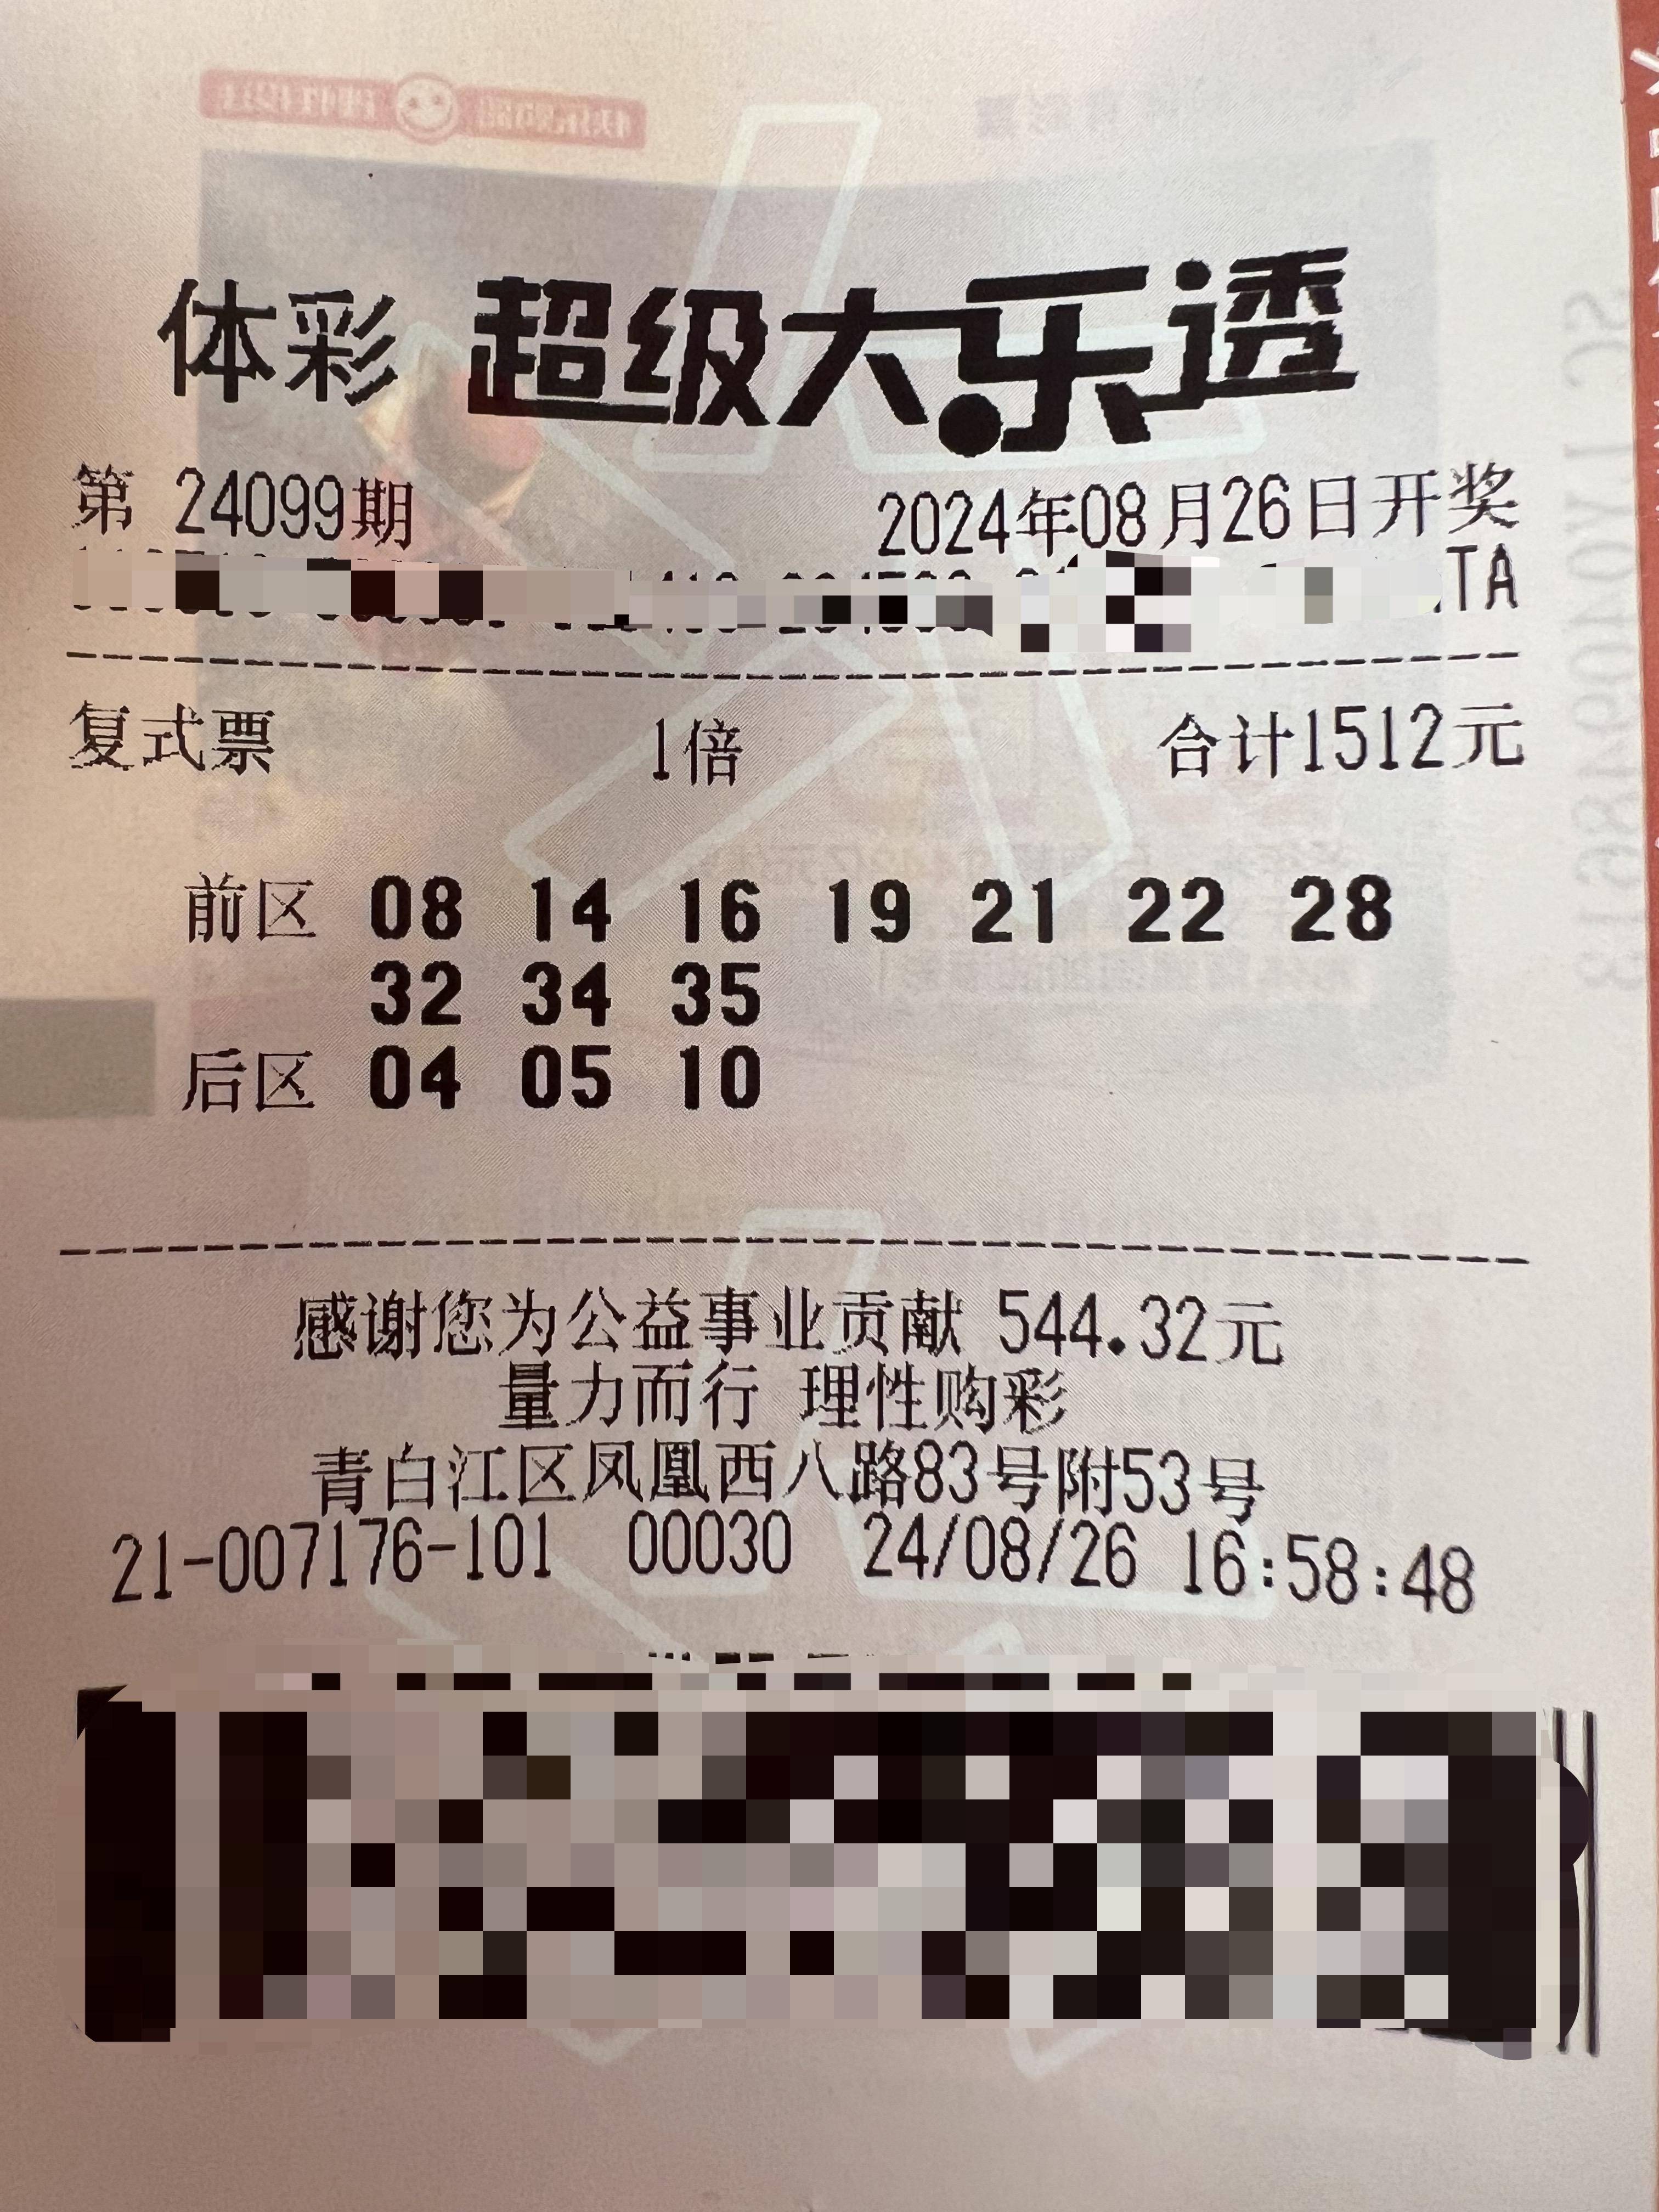 体彩 超级大乐透
第 24099期 2024年08月26日开奖
TA
复式票 1倍 合计1512元
前区 08 14 16 19 21 22 28
32 34 35
后区 04 05 10
感谢您为公益事业贡献 544.32元
量力而行 理性购彩
青白江区凤凰西八路83号附53号
21-007176-101 00030 24/08/26 16:58:48